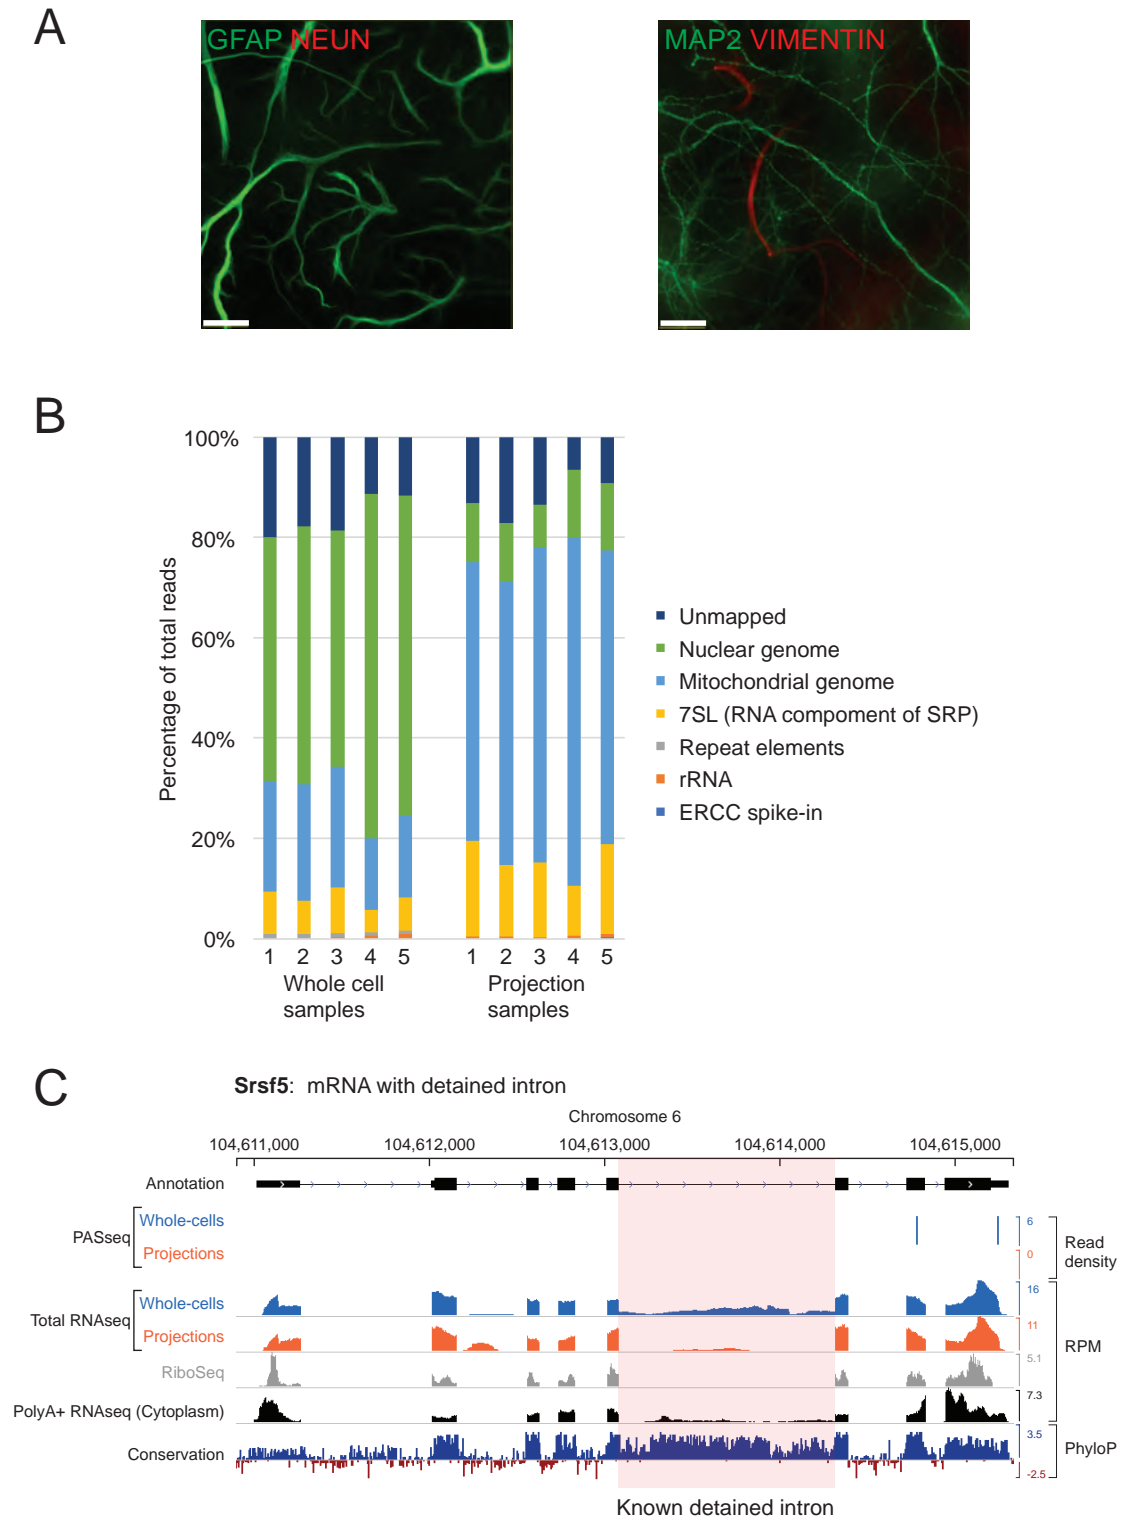 A
GFAP NEUN
MAP2 VIMENTIN
B
100%
80%
60%
40%
20%
0%
Percentage of total reads
1 2 3 4 5
Whole cell
samples
1 2 3 4 5
Projection
samples
Unmapped
Nuclear genome
Mitochondrial genome
7SL (RNA compoment of SRP)
Repeat elements
rRNA
ERCC spike-in
C
Srsf5: mRNA with detained intron
Chromosome 6
104,611,000 104,612,000 104,613,000 104,614,000 104,615,000
Annotation
PASseq
Whole-cells
6
Projections
0
Read
density
Total RNAseq
Whole-cells
16
Projections
11
RPM
RiboSeq
5.1
PolyA+ RNAseq (Cytoplasm)
7.3
Conservation
3.5
-2.5
PhyloP
Known detained intron